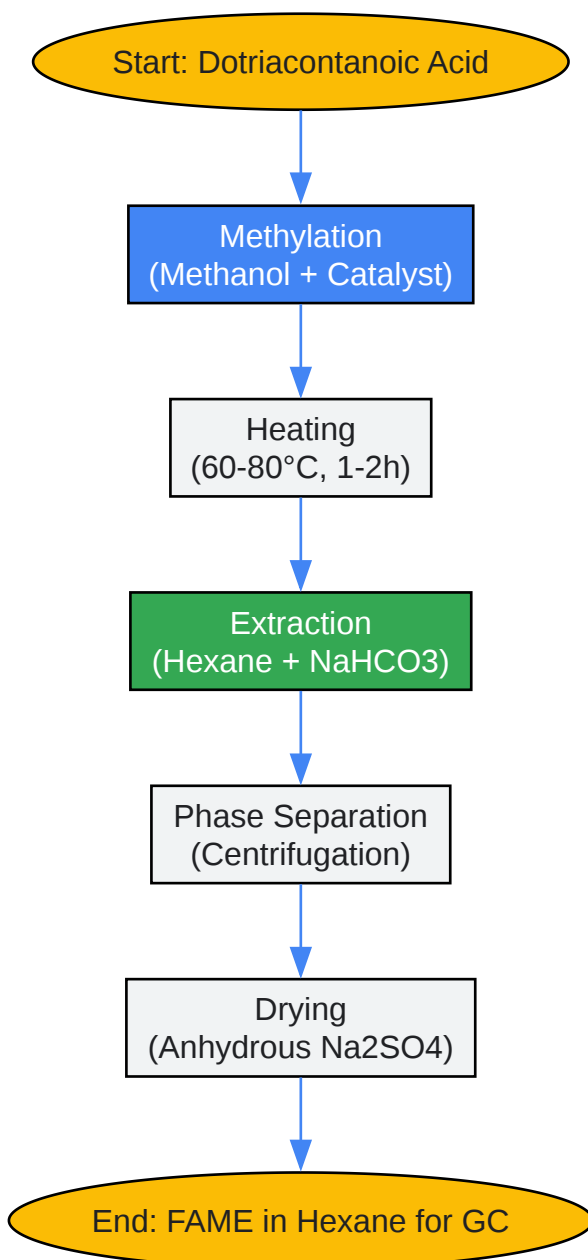 Start: Dotriacontanoic Acid
Methylation
(Methanol + Catalyst)
Heating
(60-80°C, 1-2h)
Extraction
(Hexane + NaHCO3)
Phase Separation
(Centrifugation)
Drying
(Anhydrous Na2SO4)
End: FAME in Hexane for GC